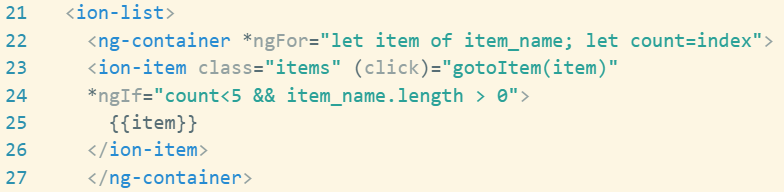 21 <ion-list>
22 <ng-container *ngFor="let item of item_name; let count=index">
23 <ion-item class="items" (click)="gotoItem(item)"
24 *ngIf="count<5 && item_name.length > 0">
25 {{item}}
26 </ion-item>
27 </ng-container>